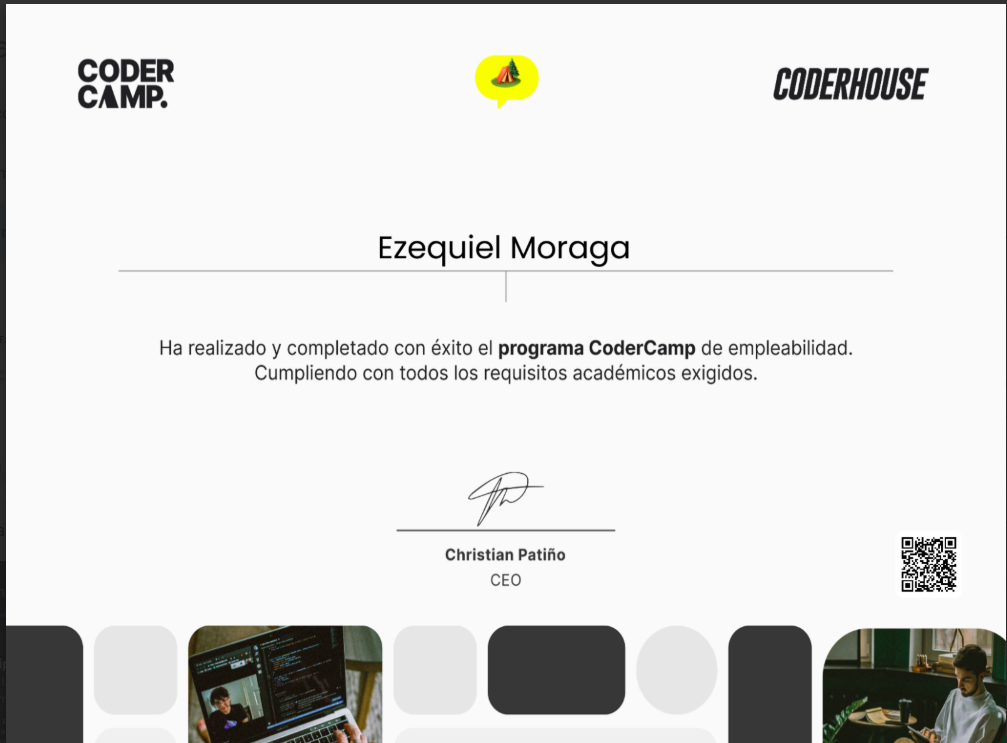 CODER
CAMP.
CODERHOUSE
Ezequiel Moraga
Ha realizado y completado con éxito el programa CoderCamp de empleabilidad.
Cumpliendo con todos los requisitos académicos exigidos.
Christian Patiño
CEO